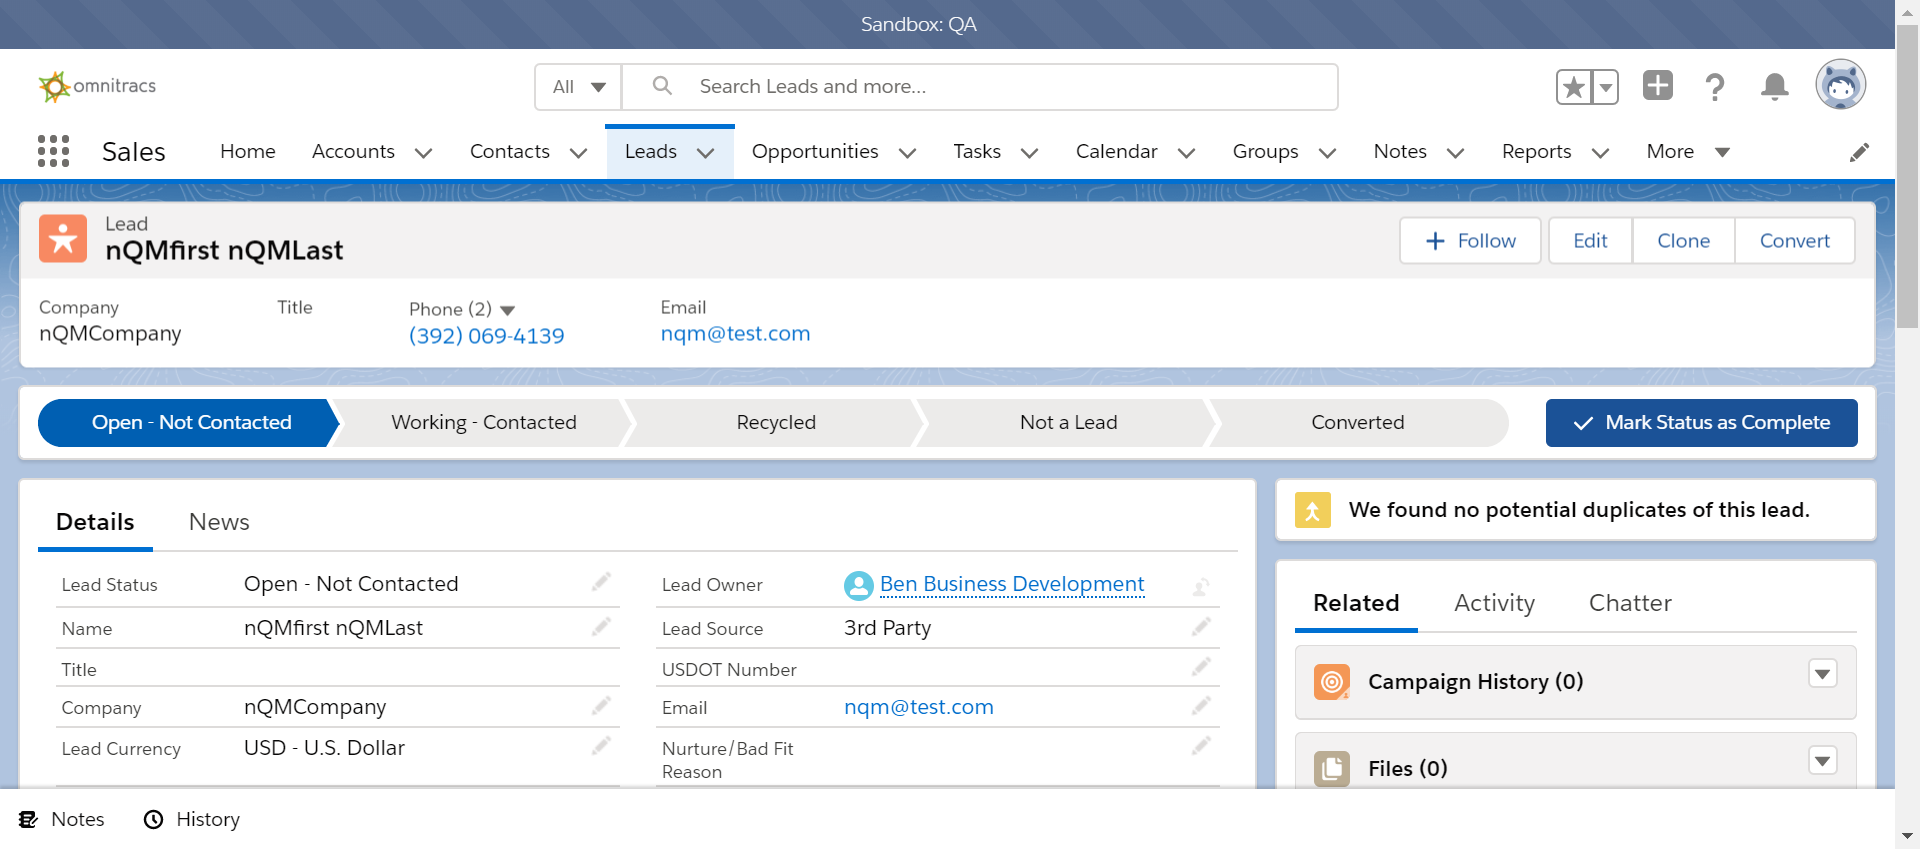 Sandbox: QA
omnitracs
All
Search Leads and more...
Sales
Home
Accounts
Contacts
Leads
Opportunities
Tasks
Calendar
Groups
Notes
Reports
More
Lead
nQMfirst nQMLast
+ Follow
Edit
Clone
Convert
Company
Title
Phone (2)
Email
nQMCompany
(392) 069-4139
nqm@test.com
Open - Not Contacted
Working - Contacted
Recycled
Not a Lead
Converted
Mark Status as Complete
Details
News
Lead Status
Open - Not Contacted
Name
nQMfirst nQMLast
Title
Company
nQMCompany
Lead Currency
USD - U.S. Dollar
Lead Owner
Ben Business Development
Lead Source
3rd Party
USDOT Number
Email
nqm@test.com
Nurture/Bad Fit
Reason
We found no potential duplicates of this lead.
Related
Activity
Chatter
Campaign History (0)
Files (0)
Notes
History